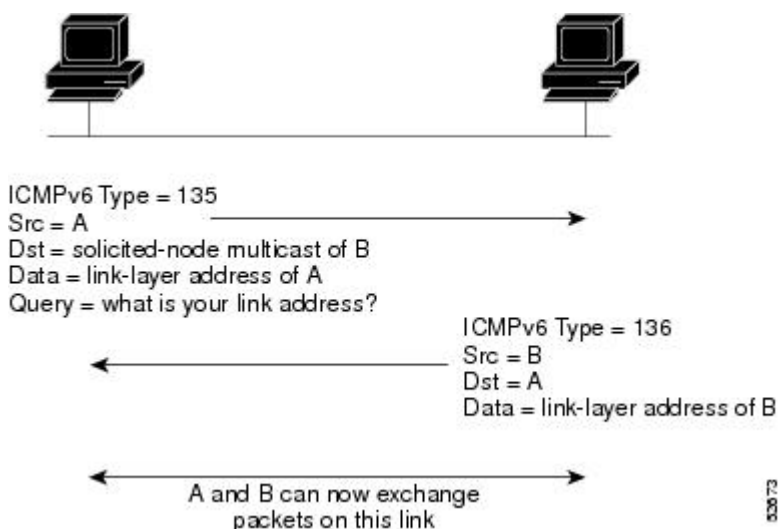 ICMPv6 Type = 135
Src = A
Dst = solicited-node multicast of B
Data = link-layer address of A
Query = what is your link address?
ICMPv6 Type = 136
Src = B
Dst = A
Data = link-layer address of B
A and B can now exchange
packets on this link
52673